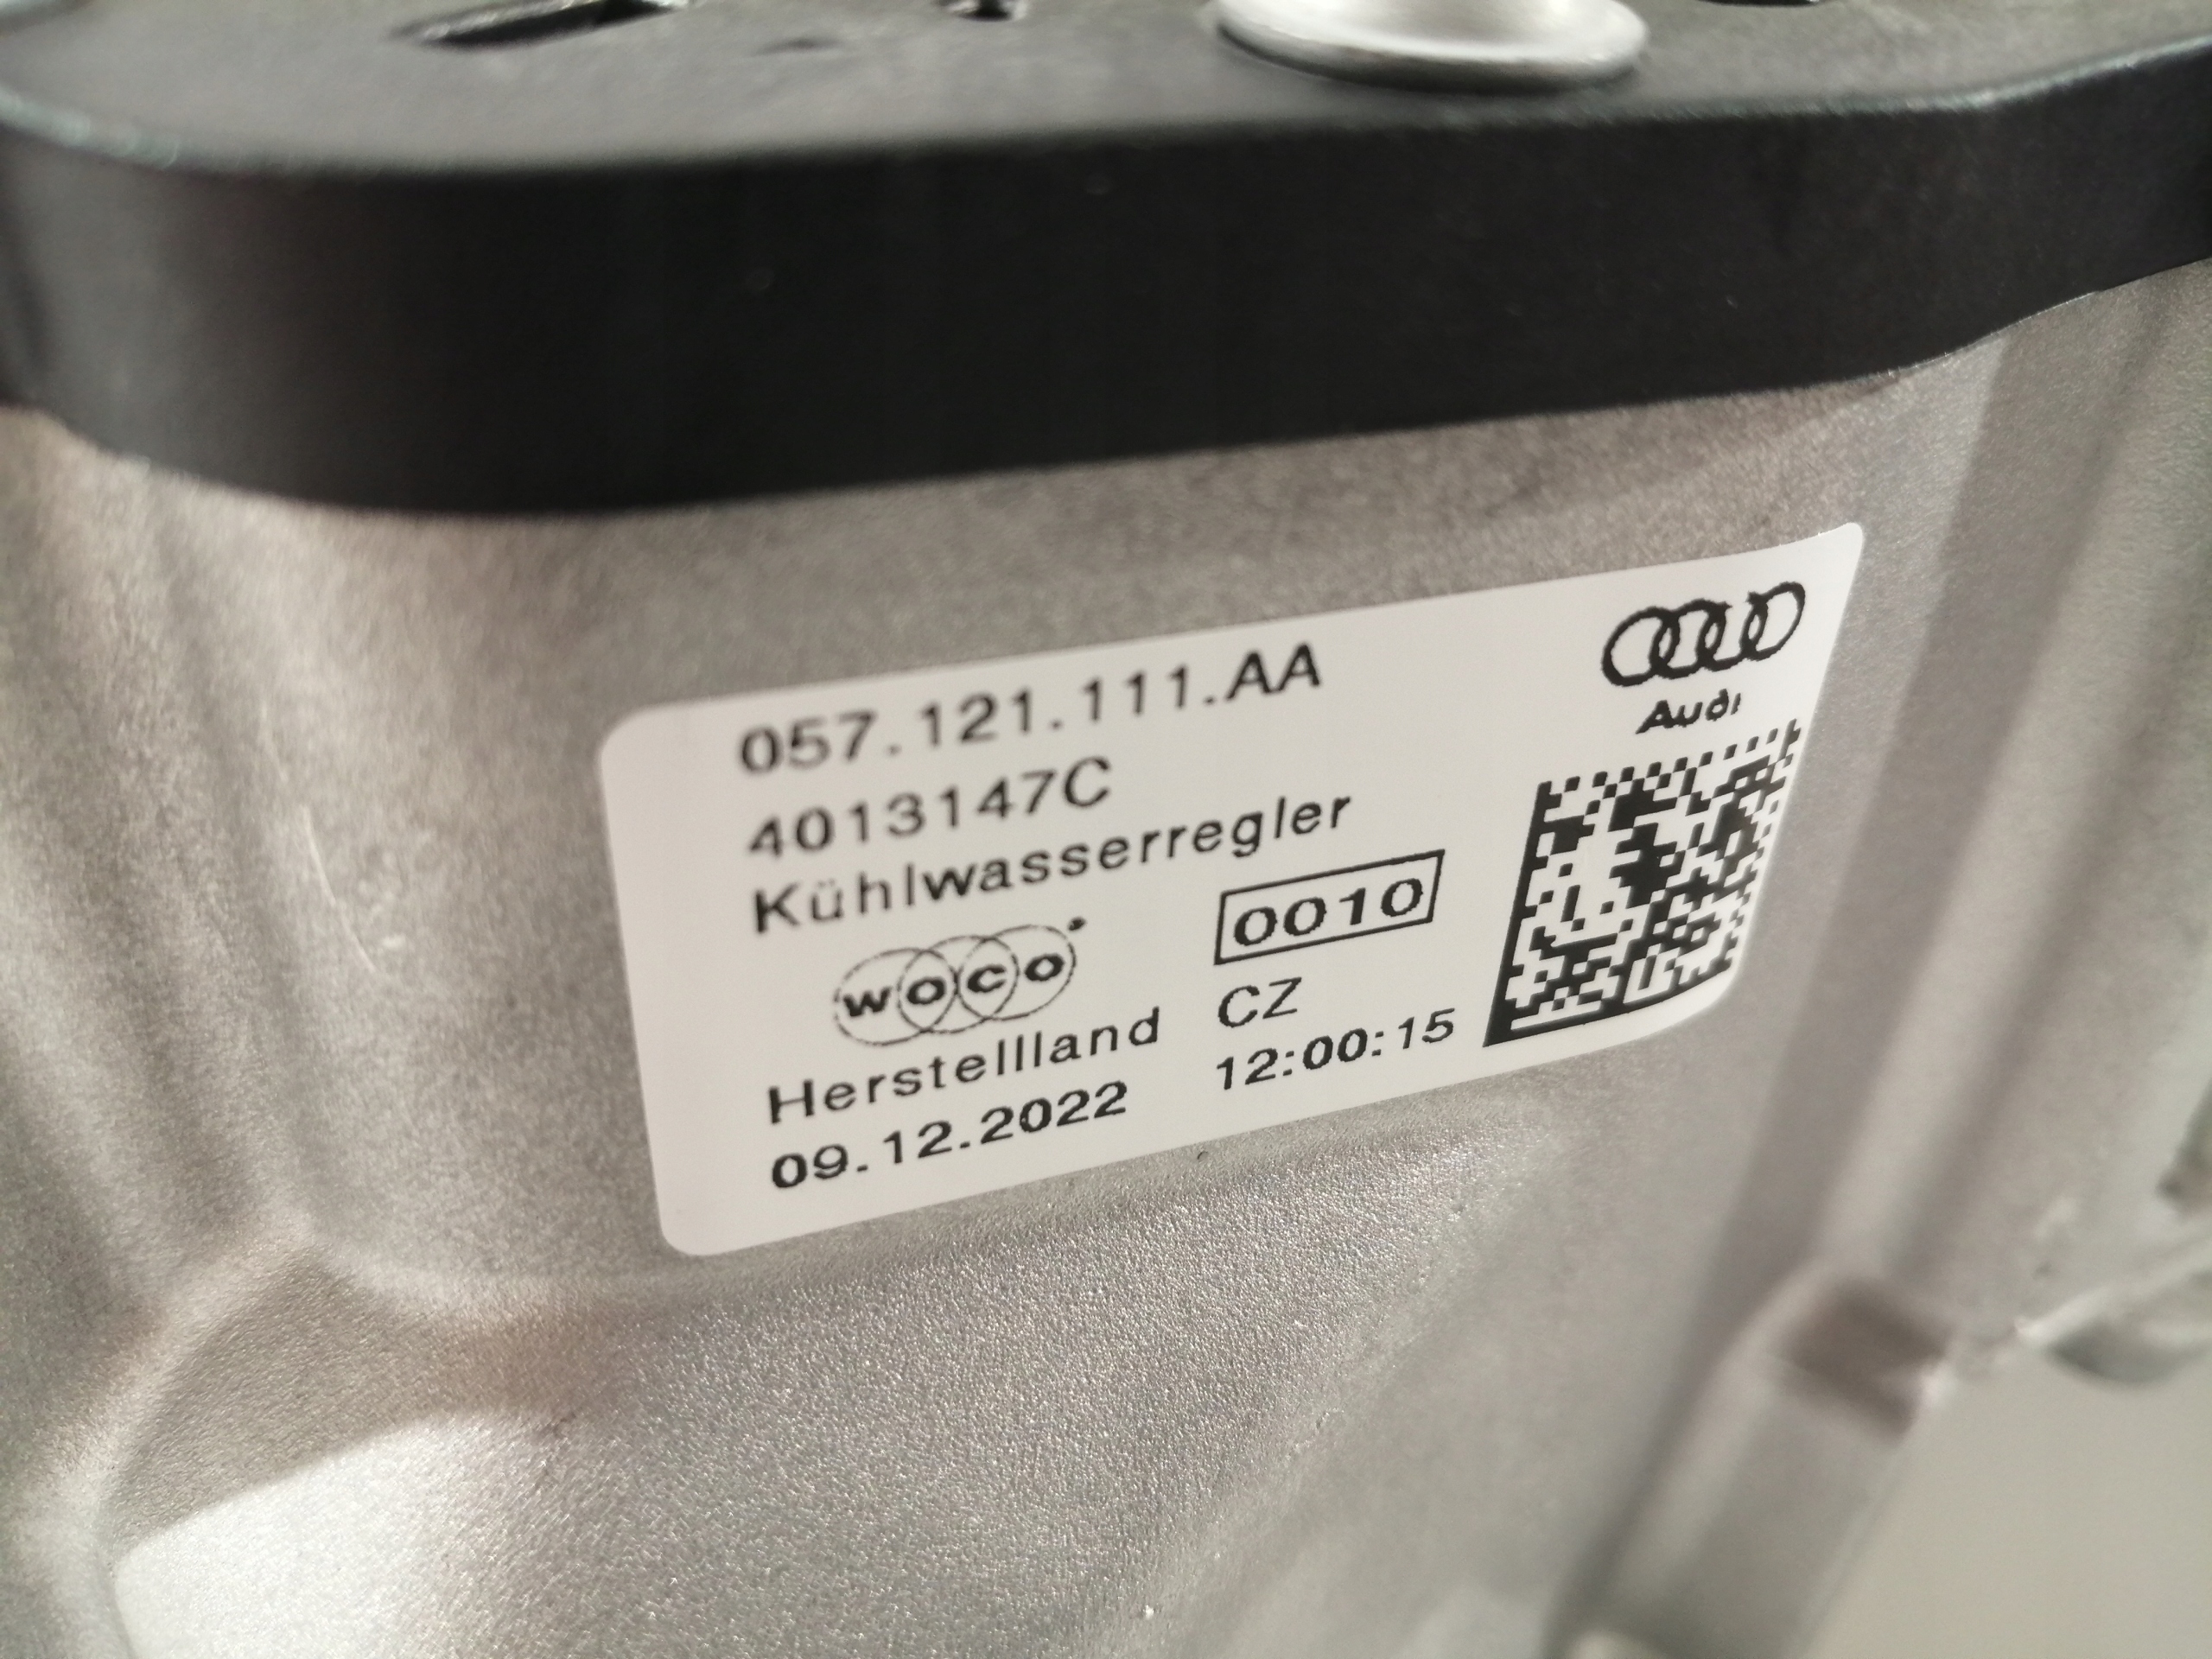 Audi
057.121.111.AA
4013147C
Kühlwasserregler
woco 0010
Herstellland CZ
09.12.2022 12:00:15